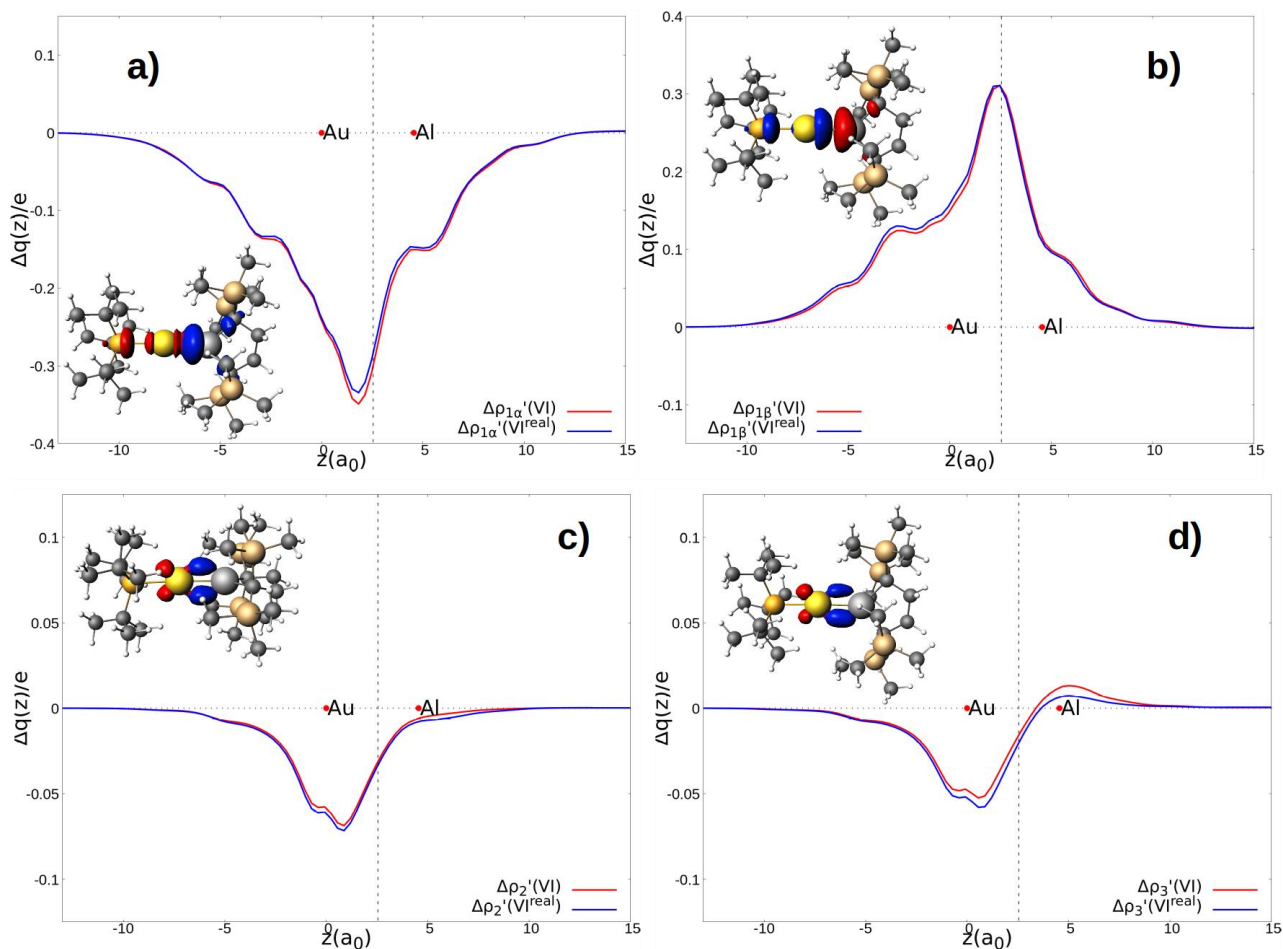 a)
0.1
0
-0.1
-0.2
-0.3
-0.4
Δq(z)/e
Au
Al
Δρ1α'(VI)
Δρ1α'(VIreal)
-10
-5
0
5
10
15
z(a0)
b)
0.4
0.3
0.2
0.1
0
-0.1
Δq(z)/e
Au
Al
Δρ1β'(VI)
Δρ1β'(VIreal)
-10
-5
0
5
10
15
z(a0)
c)
0.1
0.05
0
-0.05
-0.1
Δq(z)/e
Au
Al
Δρ2'(VI)
Δρ2'(VIreal)
-10
-5
0
5
10
15
z(a0)
d)
0.1
0.05
0
-0.05
-0.1
Δq(z)/e
Au
Al
Δρ3'(VI)
Δρ3'(VIreal)
-10
-5
0
5
10
15
z(a0)